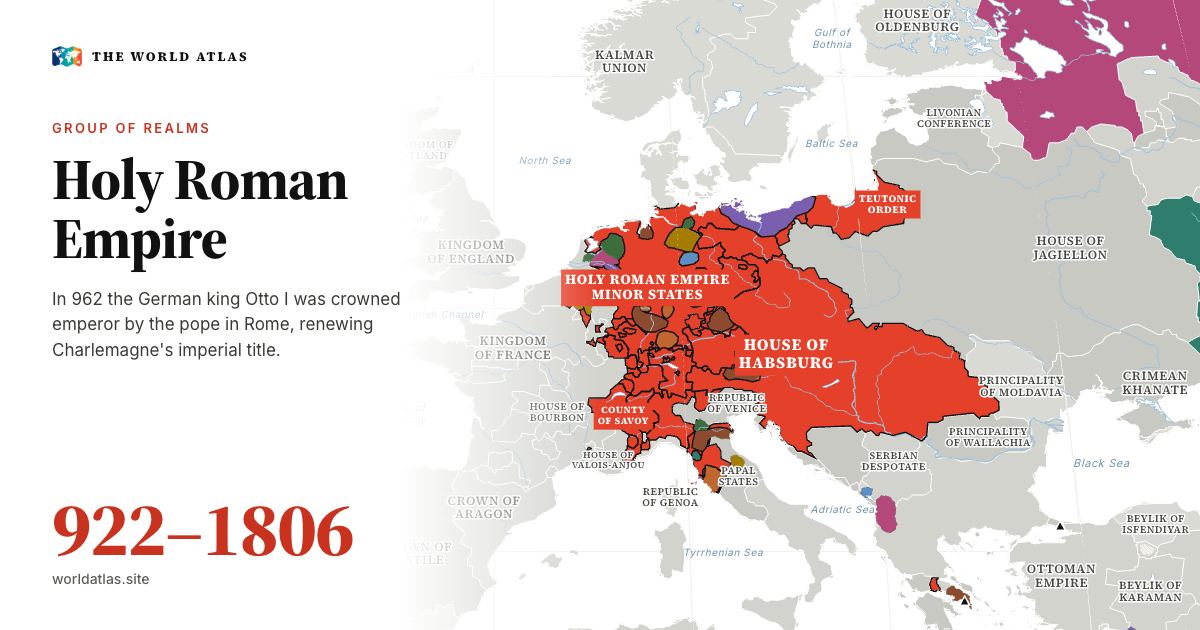 THE WORLD ATLAS
GROUP OF REALMS
Holy Roman
Empire
In 962 the German king Otto I was crowned
emperor by the pope in Rome, renewing
Charlemagne's imperial title.
922–1806
worldatlas.site
HOUSE OF
OLDENBURG
Gulf of
Bothnia
KALMAR
UNION
LIVONIAN
CONFERENCE
North Sea
Baltic Sea
TEUTONIC
ORDER
KINGDOM
OF ENGLAND
HOUSE OF
JAGIELLON
HOLY ROMAN EMPIRE
MINOR STATES
Channel
KINGDOM
OF FRANCE
HOUSE OF
HABSBURG
PRINCIPALITY
OF MOLDAVIA
CRIMEAN
KHANATE
HOUSE OF
BOURBON
COUNTY
OF SAVOY
REPUBLIC
OF VENICE
PRINCIPALITY
OF WALLACHIA
HOUSE OF
VALOIS-ANJOU
SERBIAN
DESPOTATE
Black Sea
PAPAL
STATES
REPUBLIC
OF GENOA
CROWN OF
ARAGON
Adriatic Sea
BEYLIK OF
ISFENDIYAR
Tyrrhenian Sea
OTTOMAN
EMPIRE
BEYLIK OF
KARAMAN